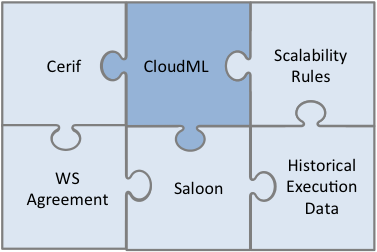 Cerif
CloudML
Scalability
Rules
WS
Agreement
Saloon
Historical
Execution
Data